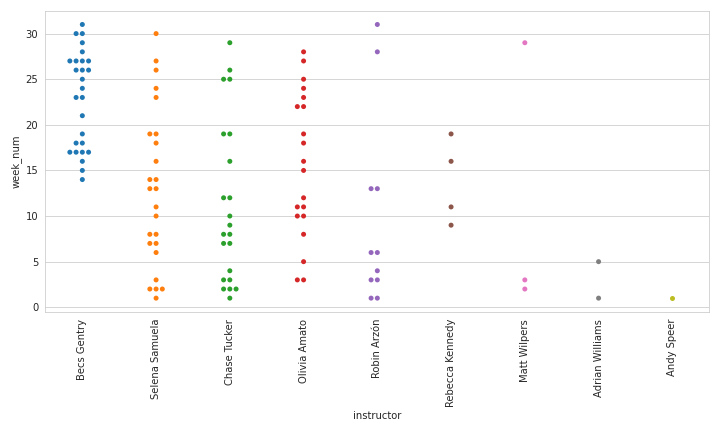 30
25
20
15
10
5
0
week_num
Becs Gentry
Selena Samuela
Chase Tucker
Olivia Amato
Robin Arzón
Rebecca Kennedy
Matt Wilpers
Adrian Williams
Andy Speer
instructor